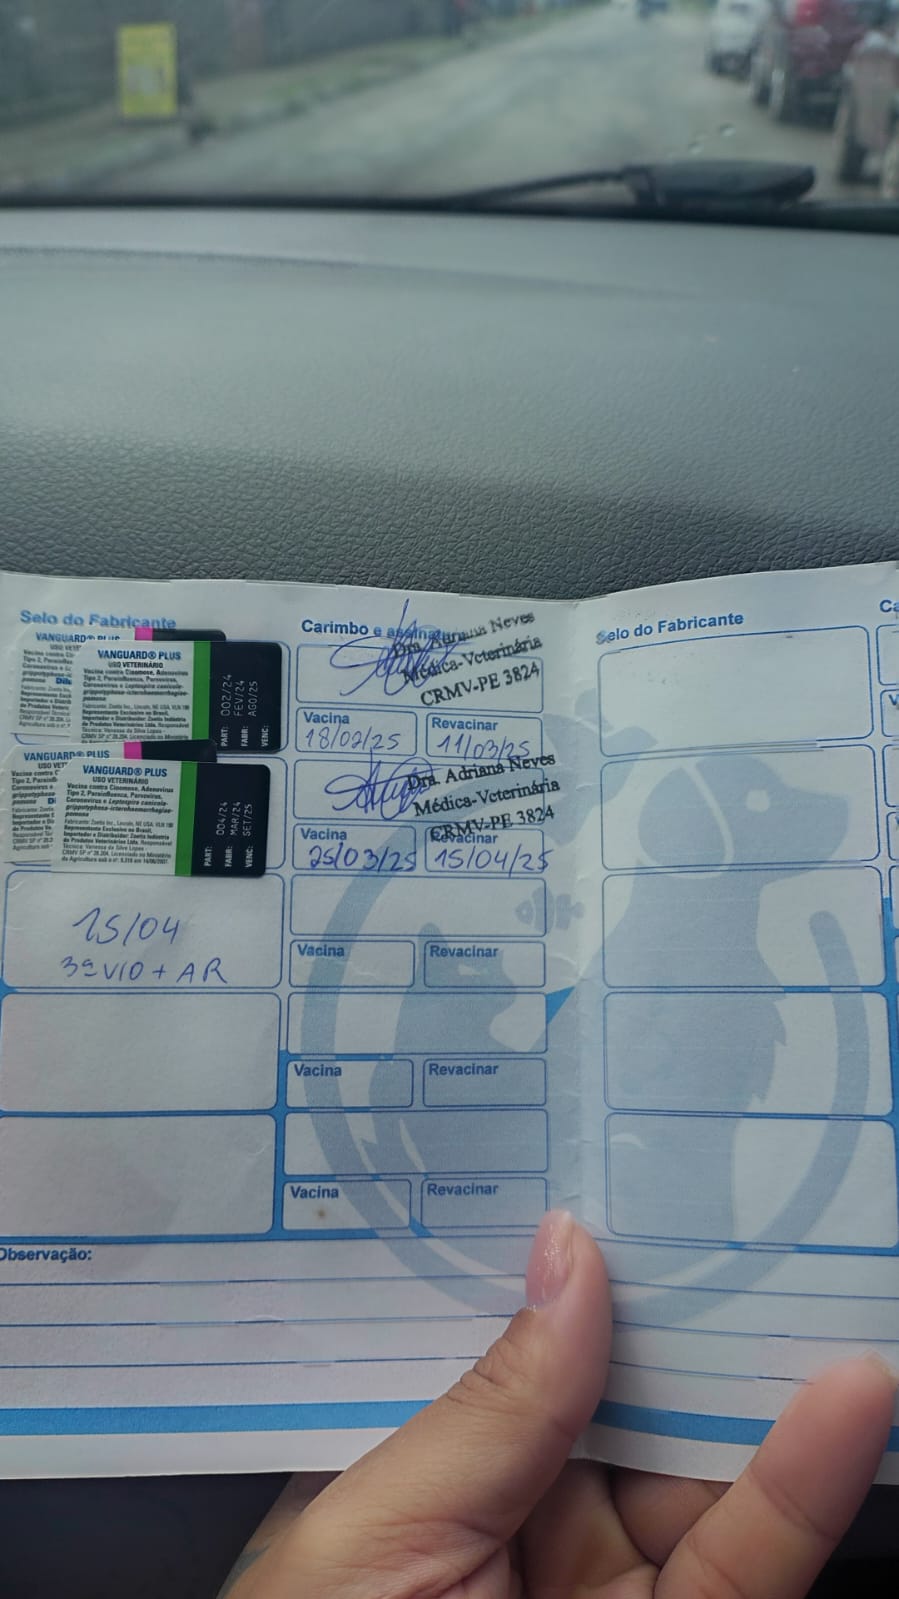 Selo do Fabricante
VANGUARD® PLUS
VANGUARD® PLUS
USO VETERINÁRIO
Vacina contra Cinomose, Adenovírus
Tipo 2, Parainfluenza, Parvovírus,
Coronavírus e Leptospira canicola-
grippotyphosa-icterohaemorrhagiae-
pomona
PART: 002/24
FABR: FEV/24
VENC: AGO/25
Carimbo e assinatura
Dra. Adriana Neves
Médica-Veterinária
CRMV-PE 3824
Vacina
18/02/25
Revacinar
11/03/25
VANGUARD® PLUS
VANGUARD® PLUS
USO VETERINÁRIO
Vacina contra Cinomose, Adenovírus
Tipo 2, Parainfluenza, Parvovírus,
Coronavírus e Leptospira canicola-
grippotyphosa-icterohaemorrhagiae-
pomona
PART: 004/24
FABR: MAR/24
VENC: SET/25
Dra. Adriana Neves
Médica-Veterinária
CRMV-PE 3824
Vacina
25/03/25
Revacinar
15/04/25
15/04
3ª V10 + AR
Vacina
Revacinar
Vacina
Revacinar
Vacina
Revacinar
Observação:
Selo do Fabricante
Ca